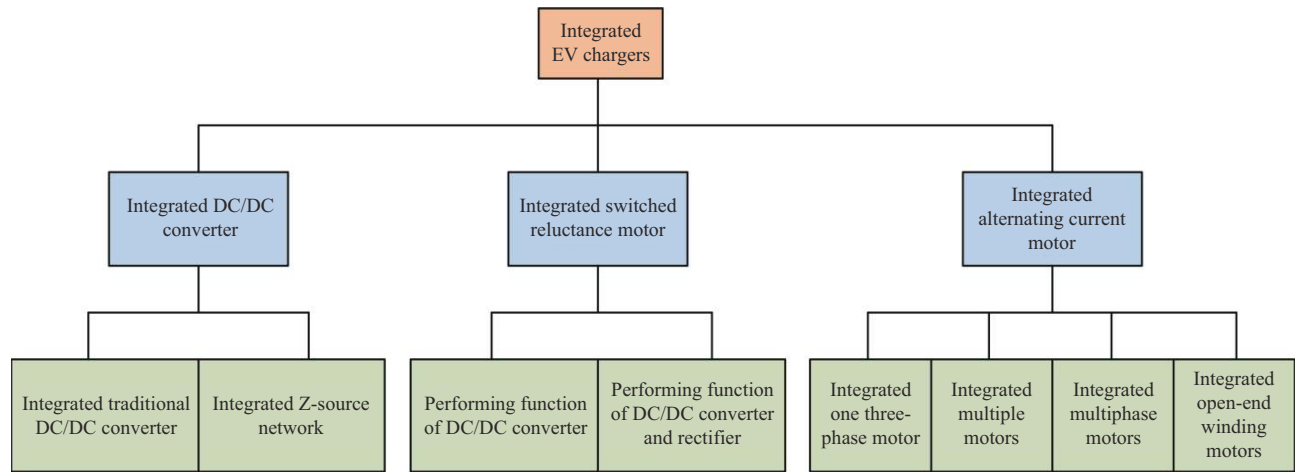 Integrated
EV chargers
Integrated DC/DC
converter
Integrated switched
reluctance motor
Integrated
alternating current
motor
Integrated traditional
DC/DC converter
Integrated Z-source
network
Performing function
of DC/DC converter
Performing function
of DC/DC converter
and rectifier
Integrated
one three-
phase motor
Integrated
multiple
motors
Integrated
multiphase
motors
Integrated
open-end
winding
motors